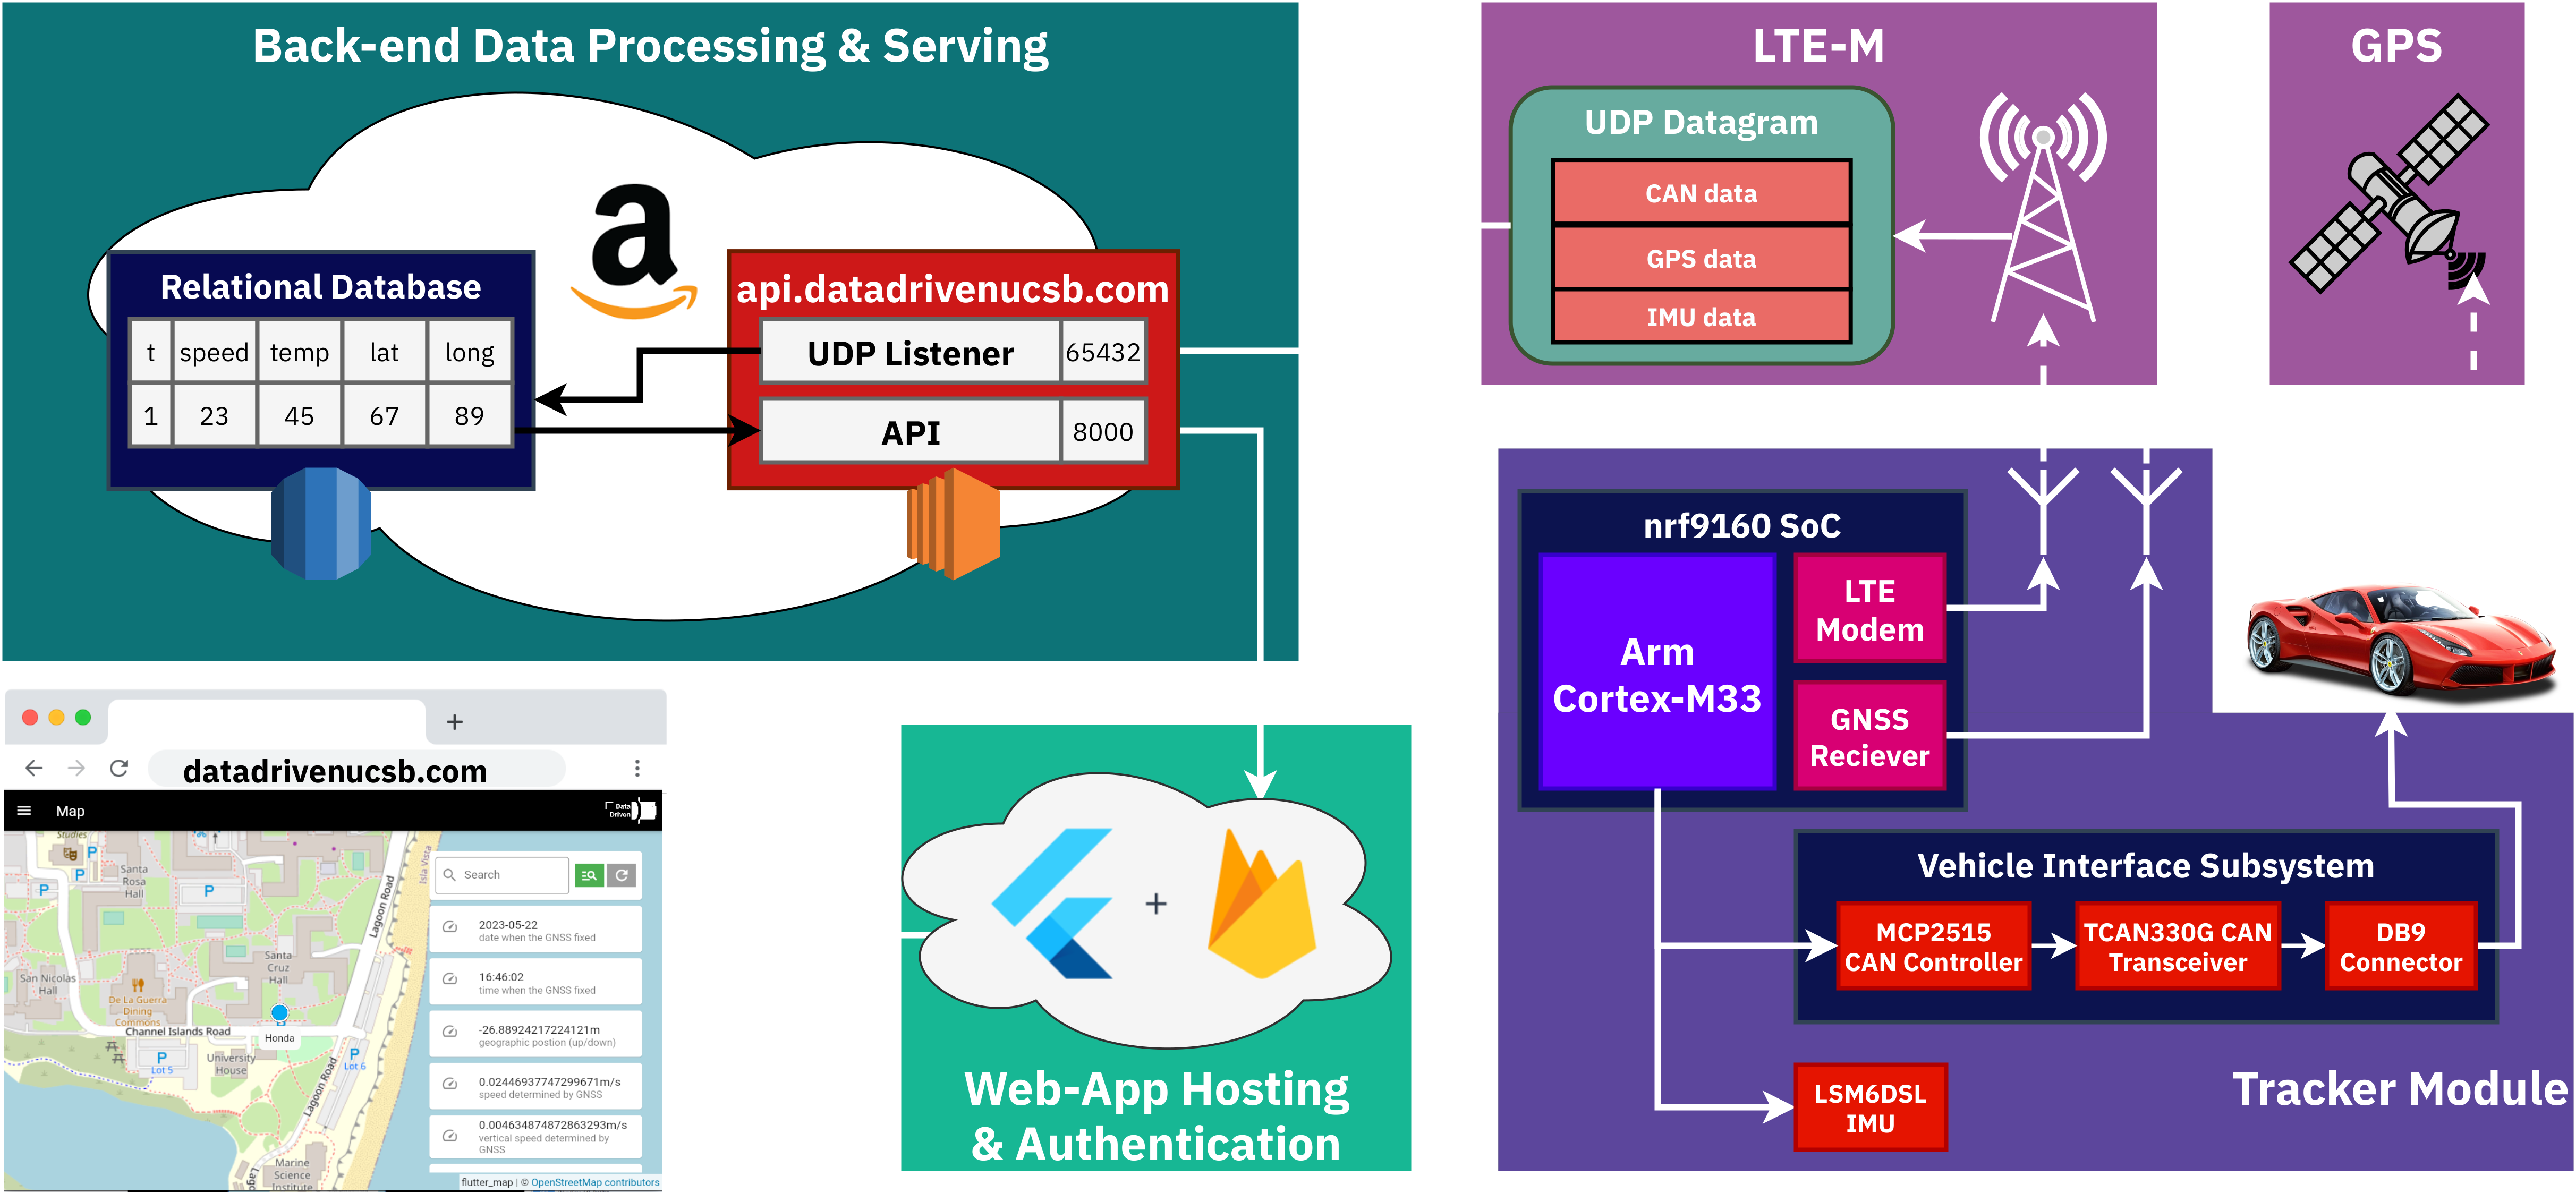 Back-end Data Processing & Serving
a
Relational Database
t speed temp lat long
1 23 45 67 89
api.datadrivenucsb.com
UDP Listener 65432
API 8000
LTE-M
UDP Datagram
CAN data
GPS data
IMU data
GPS
nrf9160 SoC
Arm
Cortex-M33
LTE
Modem
GNSS
Reciever
Vehicle Interface Subsystem
MCP2515
CAN Controller
TCAN330G CAN
Transceiver
DB9
Connector
LSM6DSL
IMU
Tracker Module
Web-App Hosting
& Authentication
+
+
datadrivenucsb.com
Map
Data
Driven
Studies
P
P
P
P
Santa
Rosa
Hall
Isla Vista
Lagoon Road
San Nicolas
Hall
Santa
Cruz
Hall
De La Guerra
Dining
Commons
Channel Islands Road
Honda
P
Lot 5
University
House
P
Lot 6
Lagoon Road
Marine
Science
Institute
Search
2023-05-22
date when the GNSS fixed
16:46:02
time when the GNSS fixed
-26.88924217224121m
geographic postion (up/down)
0.02446937747299671m/s
speed determined by GNSS
0.004634874872863293m/s
vertical speed determined by
GNSS
flutter_map | © OpenStreetMap contributors